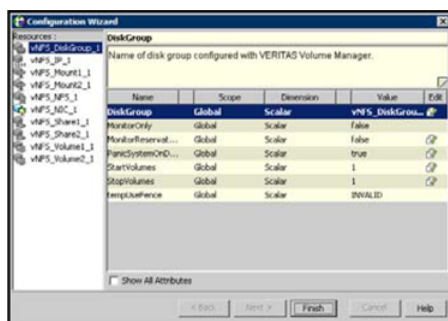 Configuration Wizard
Resources :
vNFS_DiskGroup_1
vNFS_IP_1
vNFS_Mount1_1
vNFS_Mount2_1
vNFS_NFS_1
vNFS_NIC_1
vNFS_Share1_1
vNFS_Share2_1
vNFS_Volume1_1
vNFS_Volume2_1
DiskGroup
Name of disk group configured with VERITAS Volume Manager.
Name Scope Dimension Value Edit
DiskGroup Global Scalar vNFS_DiskGrou...
MonitorOnly Global Scalar false
MonitorReservat... Global Scalar false
PanicSystemOnD... Global Scalar true
StartVolumes Global Scalar 1
StopVolumes Global Scalar 1
tempUseFence Global Scalar INVALID
Show All Attributes
< Back Next > Finish Cancel Help